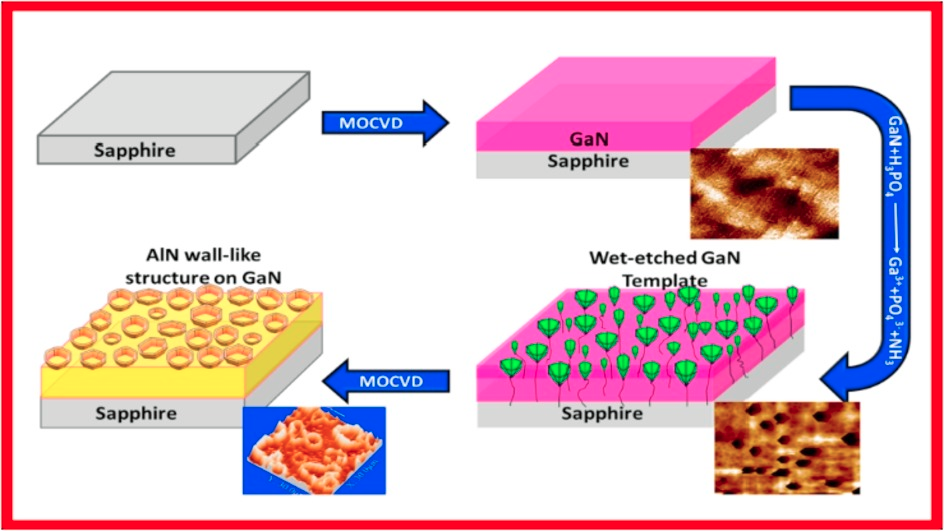 Sapphire
MOCVD
GaN
Sapphire
GaN+H₃PO₄ ⟶ Ga³⁺+PO₄³⁻+NH₃
Wet-etched GaN
Template
Sapphire
MOCVD
AlN wall-like
structure on GaN
Sapphire